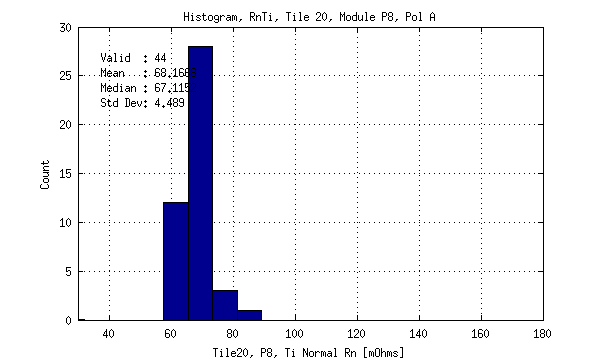 Histogram, RnTi, Tile 20, Module P8, Pol A
30
25
20
15
10
5
0
Valid : 44
Mean : 68.1668
Median : 67.115
Std Dev: 4.489
Count
40 60 80 100 120 140 160 180
Tile20, P8, Ti Normal Rn [mOhms]